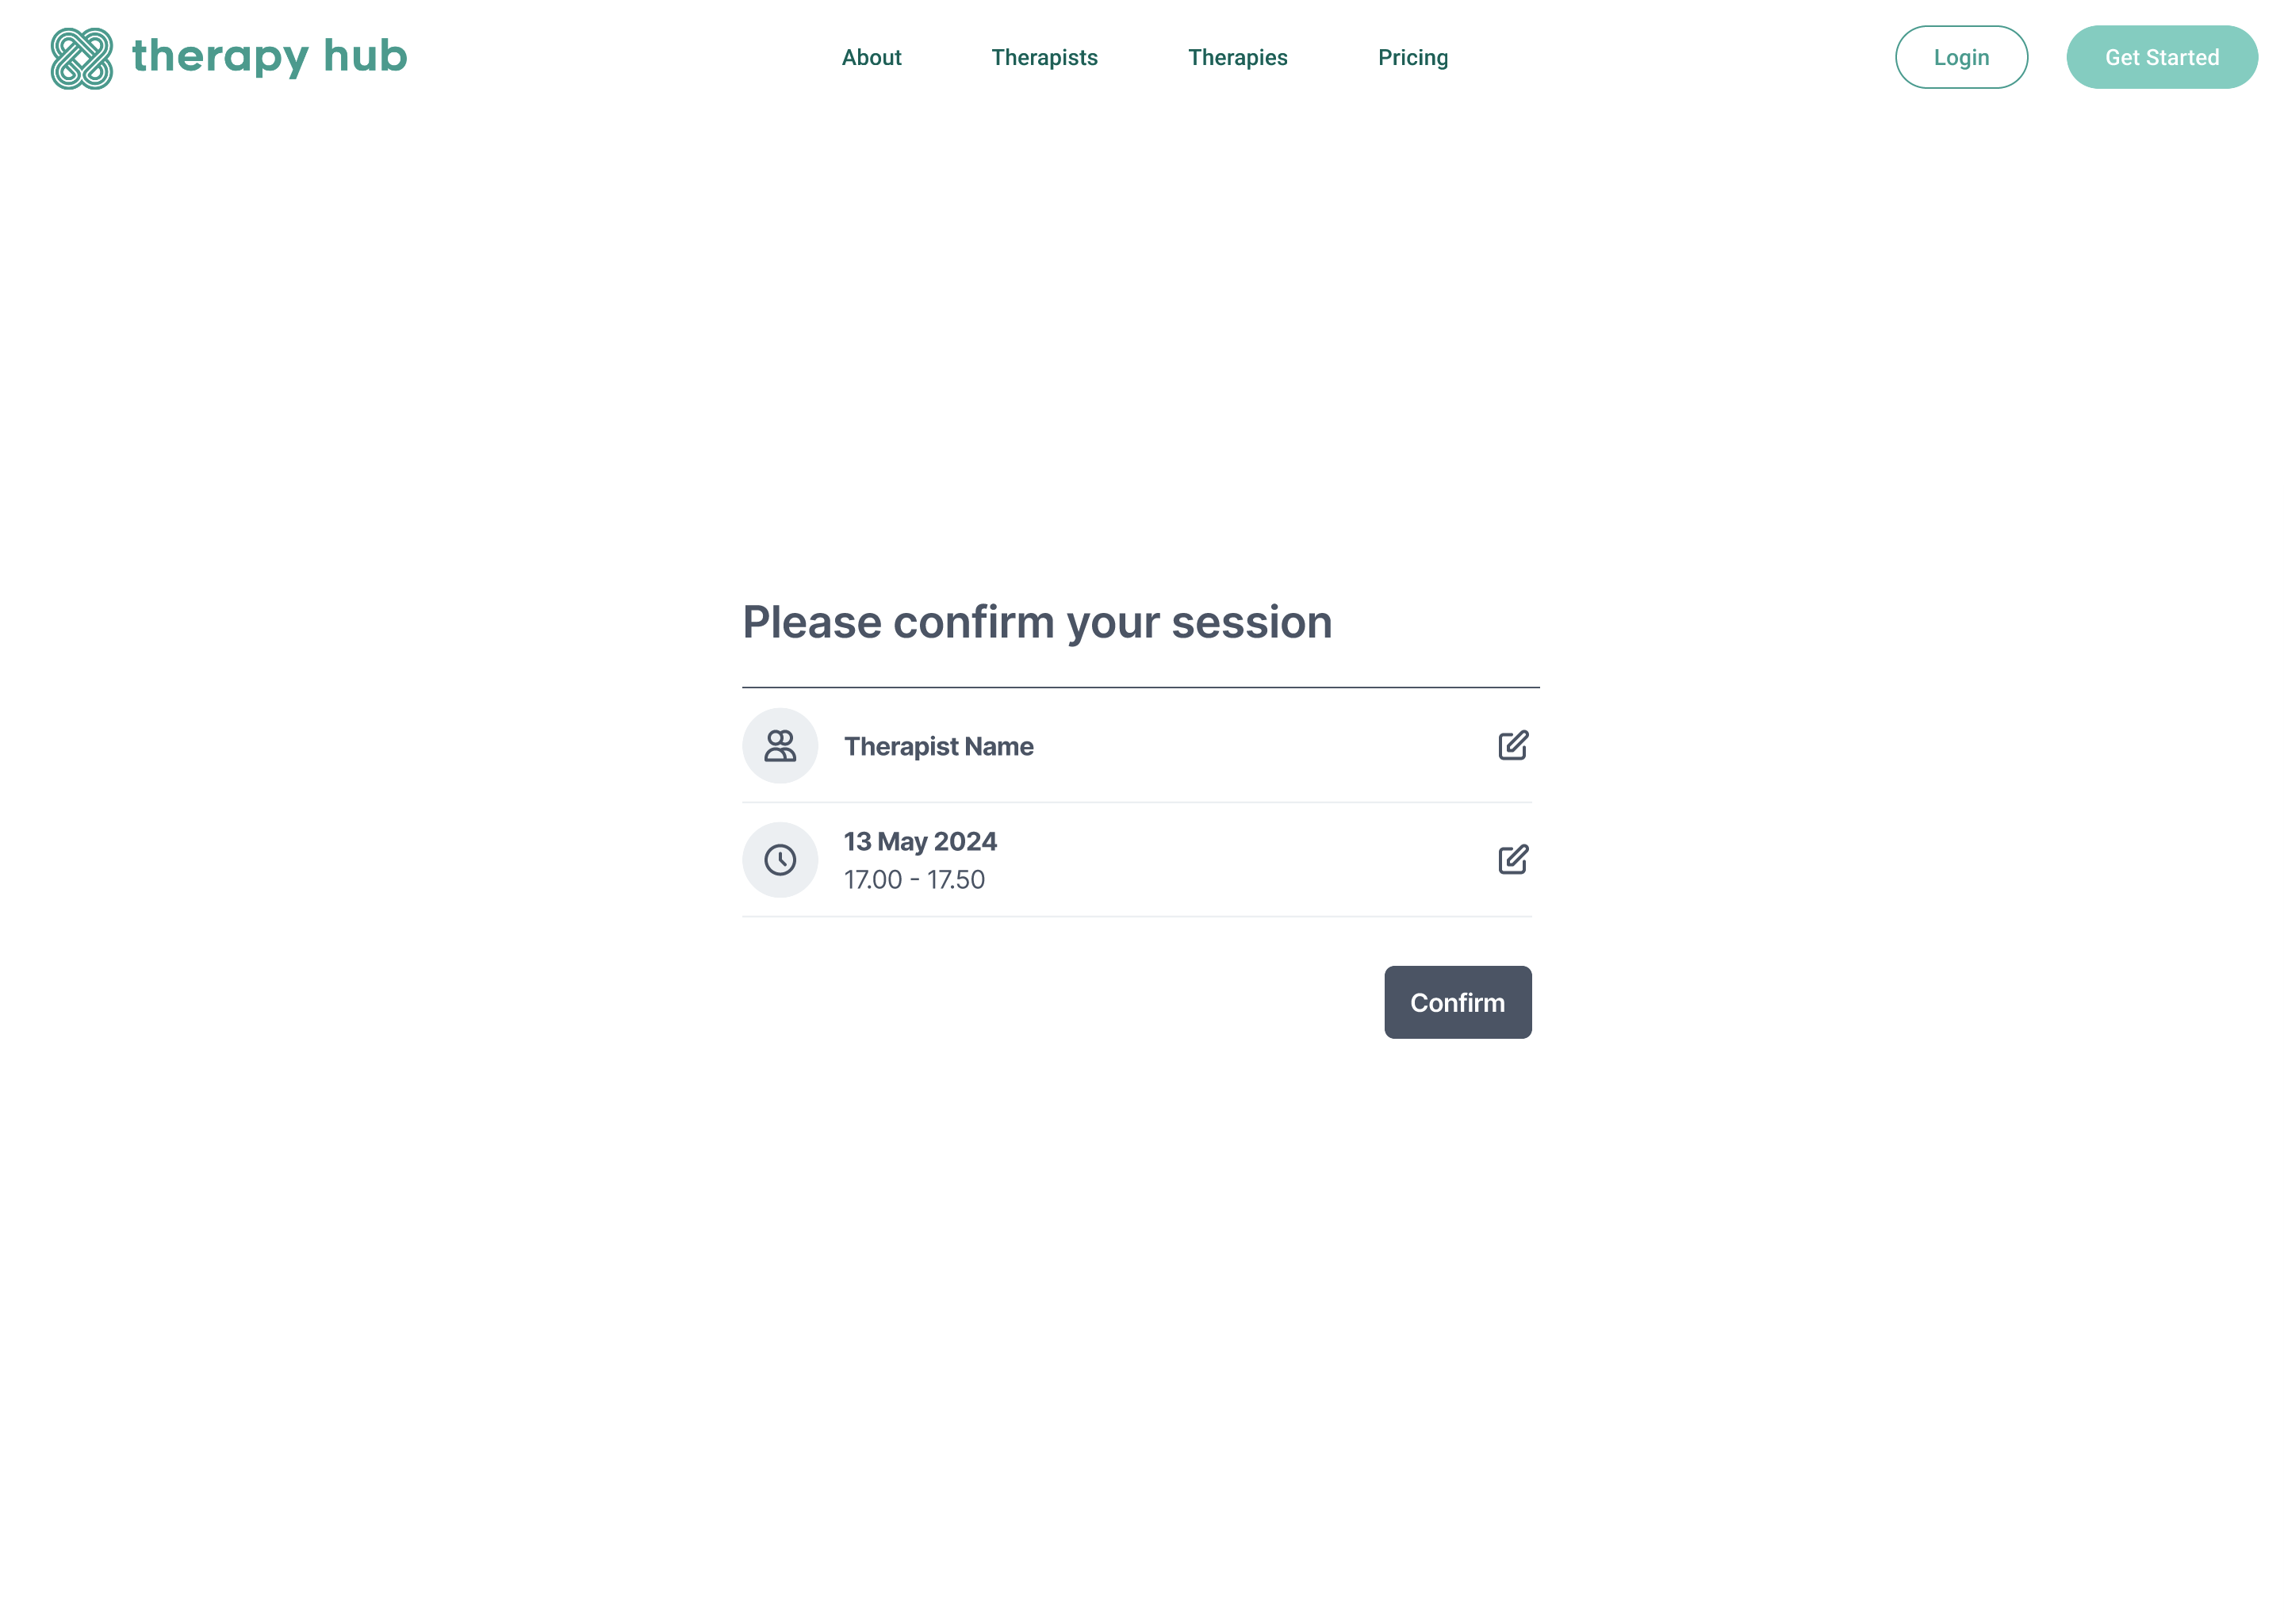 therapy hub
About
Therapists
Therapies
Pricing
Login
Get Started
Please confirm your session
Therapist Name
13 May 2024
17.00 - 17.50
Confirm